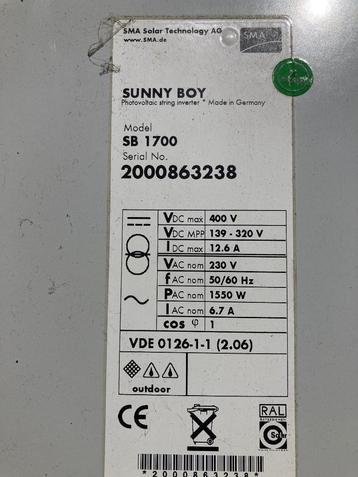 SMA Solar Technology AG
www.SMA.de
SMA
SUNNY BOY
Photovoltaic string inverter * Made in Germany
Model
SB 1700
Serial No.
2000863238
VDC max 400 V
VDC MPP 139 - 320 V
IDC max 12.6 A
VAC nom 230 V
fAC nom 50/60 Hz
PAC nom 1550 W
IAC nom 6.7 A
cos φ 1
VDE 0126-1-1 (2.06)
outdoor
CE
RAL
Solar
*2000863238*